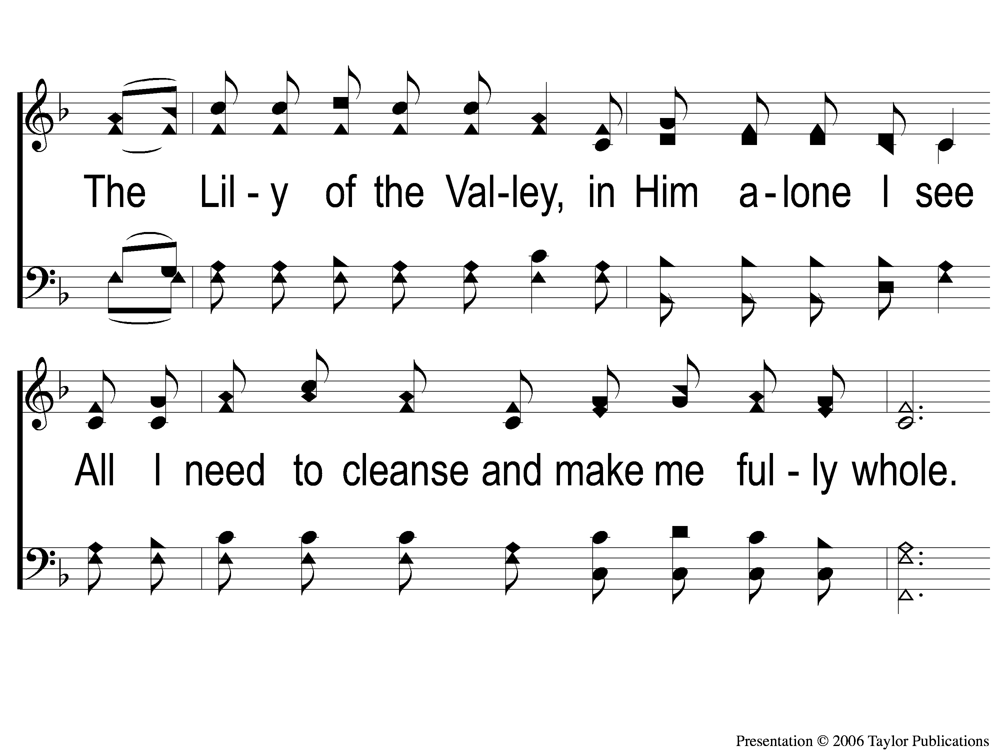 The Lil - y of the Val-ley, in Him a - lone I see
All I need to cleanse and make me ful - ly whole.
Presentation © 2006 Taylor Publications